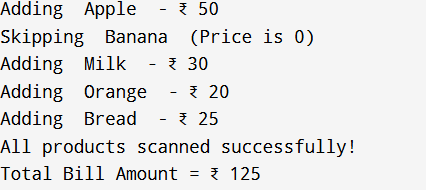 Adding  Apple  - ₹ 50
Skipping  Banana  (Price is 0)
Adding  Milk  - ₹ 30
Adding  Orange  - ₹ 20
Adding  Bread  - ₹ 25
All products scanned successfully!
Total Bill Amount = ₹ 125